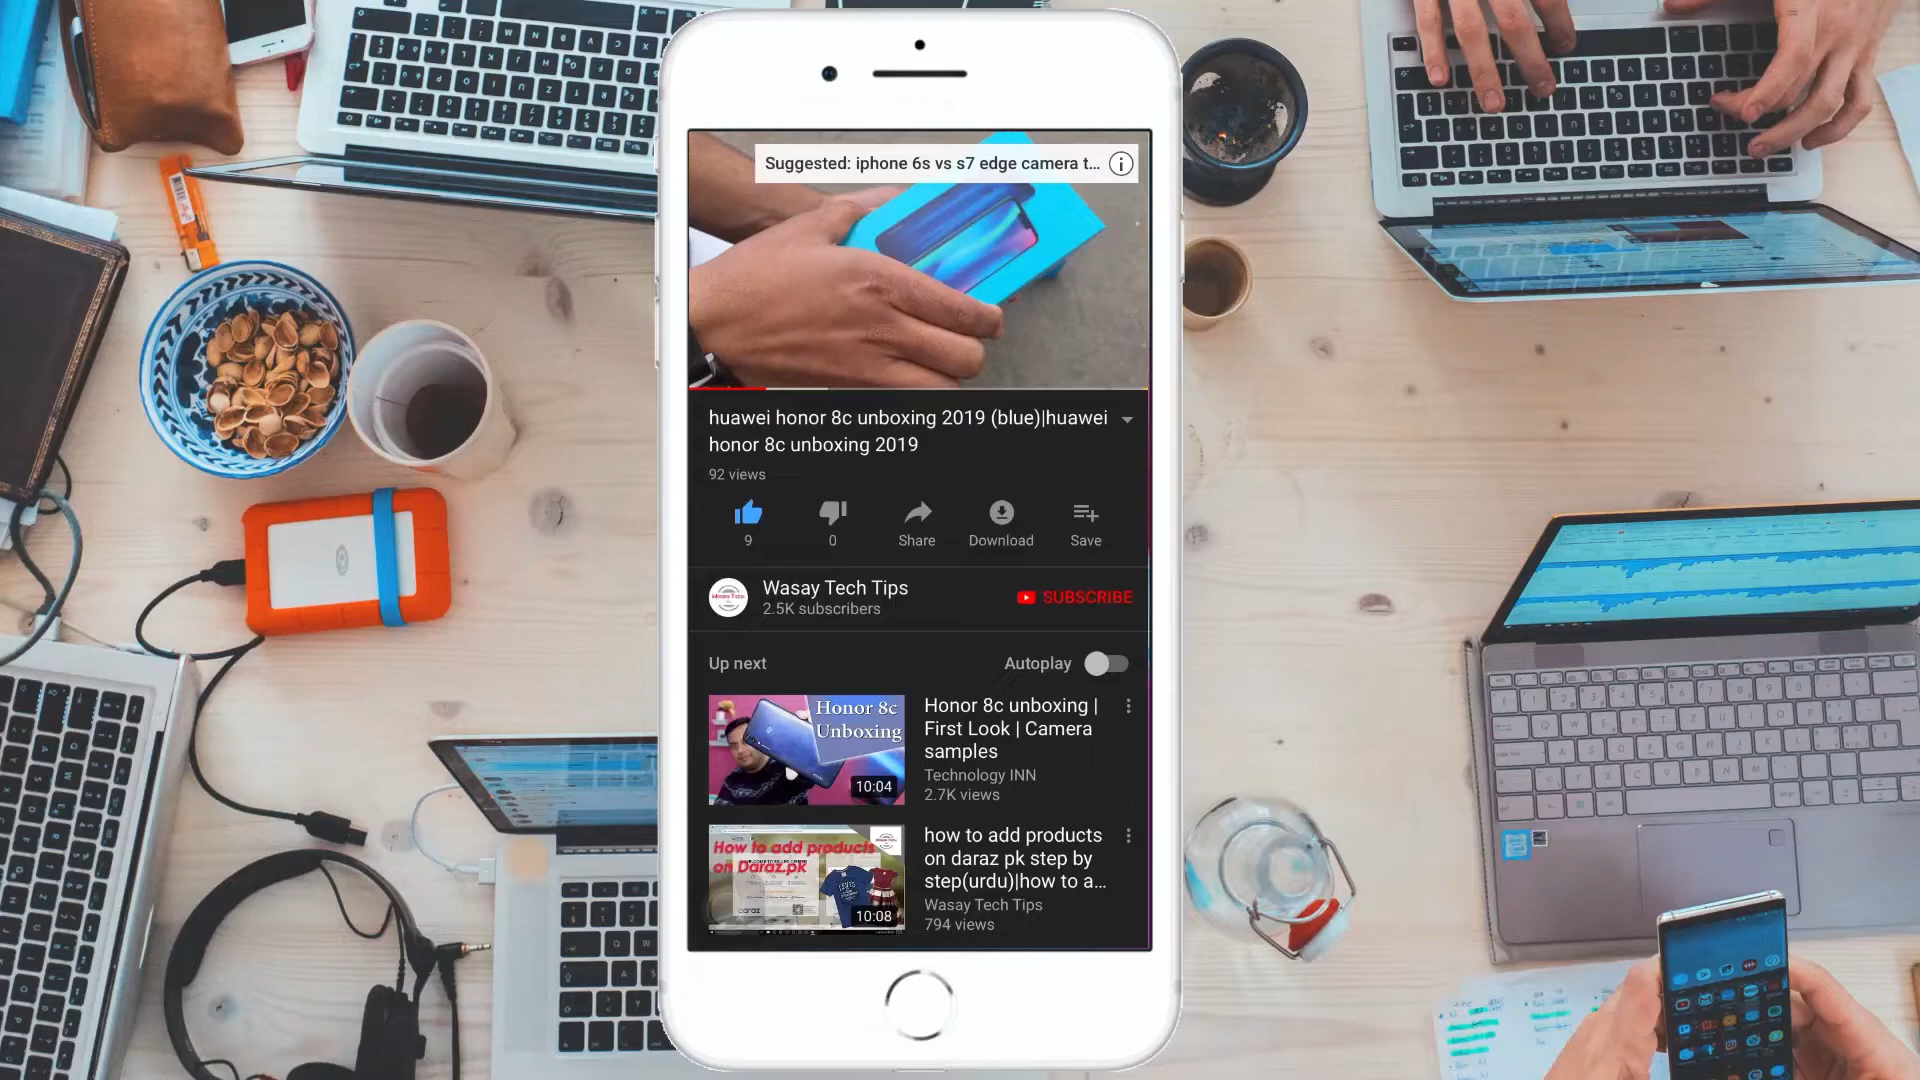 Suggested: iphone 6s vs s7 edge camera t...
huawei honor 8c unboxing 2019 (blue)|huawei
honor 8c unboxing 2019
92 views
9
0
Share
Download
Save
Wasay Tech Tips
2.5K subscribers
SUBSCRIBE
Up next
Autoplay
Honor 8c
Unboxing
10:04
Honor 8c unboxing |
First Look | Camera
samples
Technology INN
2.7K views
How to add products
on Daraz.pk
daraz
10:08
how to add products
on daraz pk step by
step(urdu)|how to a...
Wasay Tech Tips
794 views